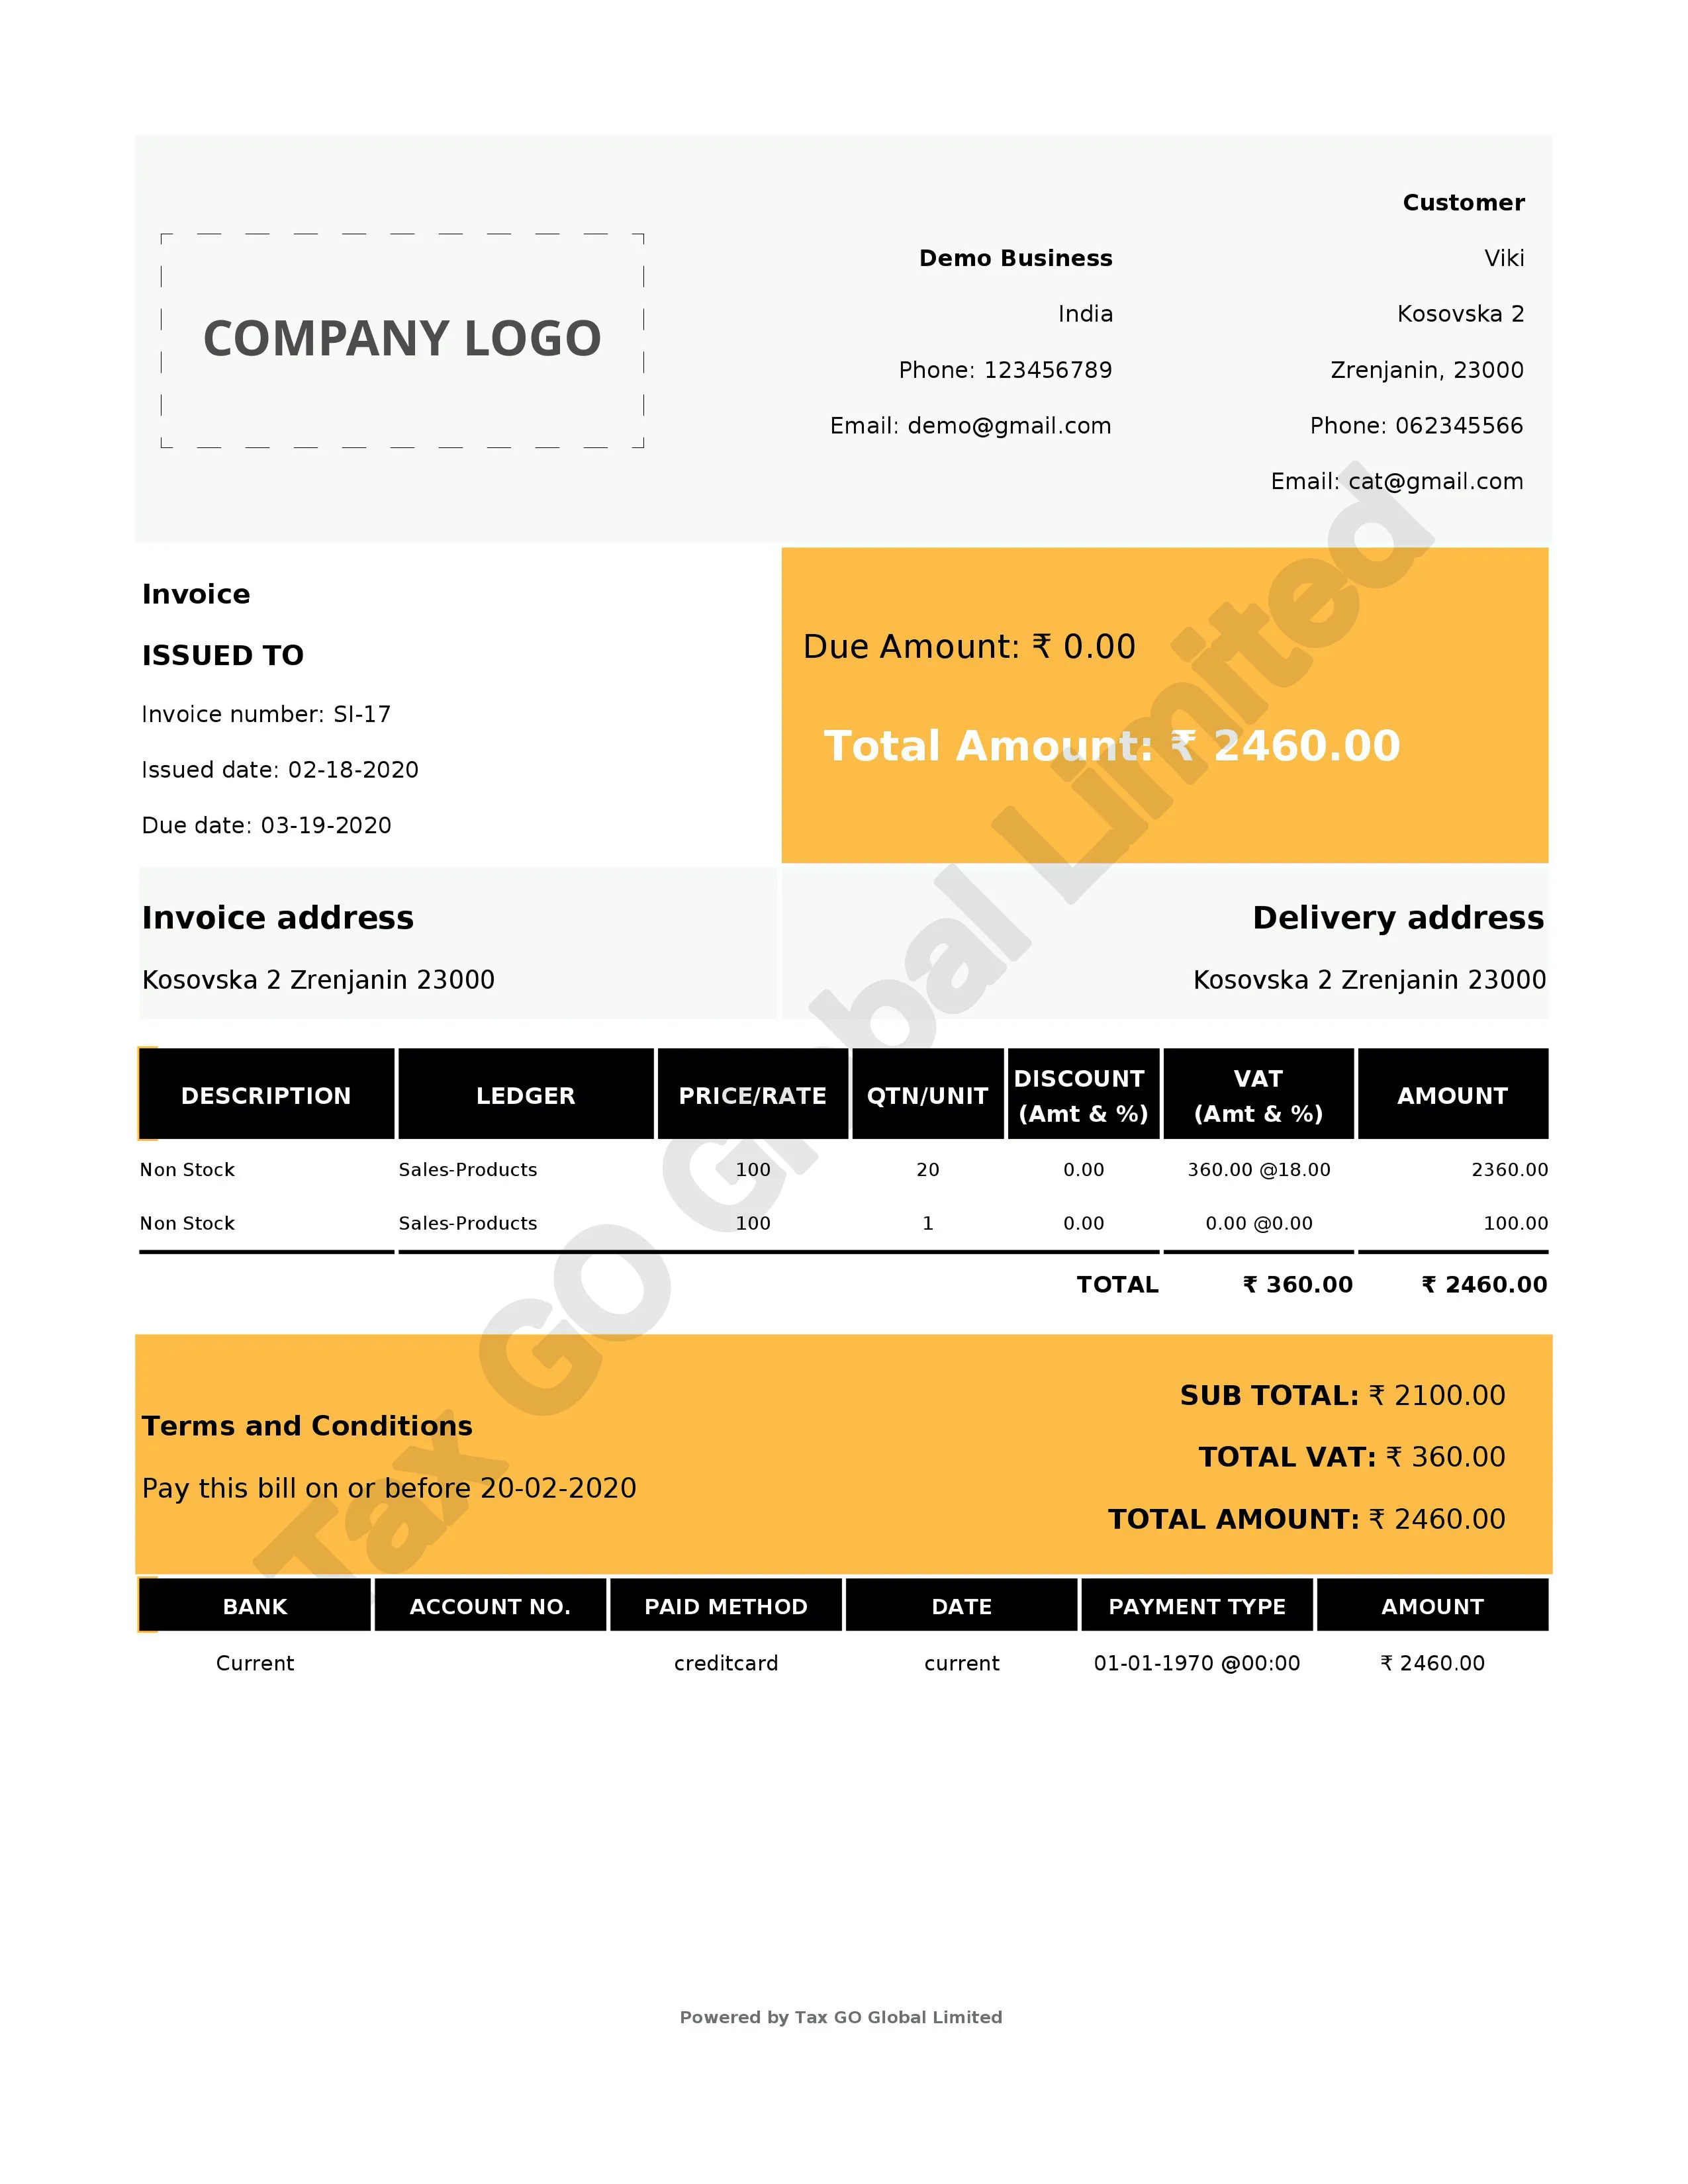 COMPANY LOGO
Demo Business
India
Phone: 123456789
Email: demo@gmail.com
Customer
Viki
Kosovska 2
Zrenjanin, 23000
Phone: 062345566
Email: cat@gmail.com
Invoice
ISSUED TO
Invoice number: SI-17
Issued date: 02-18-2020
Due date: 03-19-2020
Due Amount: ₹ 0.00
Total Amount: ₹ 2460.00
Invoice address
Kosovska 2 Zrenjanin 23000
Delivery address
Kosovska 2 Zrenjanin 23000
DESCRIPTION LEDGER PRICE/RATE QTN/UNIT DISCOUNT (Amt & %) VAT (Amt & %) AMOUNT
Non Stock Sales-Products 100 20 0.00 360.00 @18.00 2360.00
Non Stock Sales-Products 100 1 0.00 0.00 @0.00 100.00
TOTAL ₹ 360.00 ₹ 2460.00
Terms and Conditions
Pay this bill on or before 20-02-2020
SUB TOTAL: ₹ 2100.00
TOTAL VAT: ₹ 360.00
TOTAL AMOUNT: ₹ 2460.00
BANK ACCOUNT NO. PAID METHOD DATE PAYMENT TYPE AMOUNT
Current creditcard current 01-01-1970 @00:00 ₹ 2460.00
Tax GO Global Limited
Powered by Tax GO Global Limited